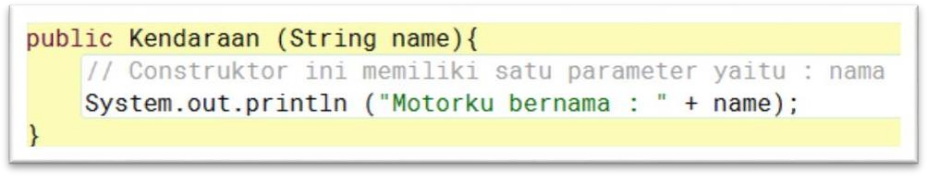 public Kendaraan (String name){
// Construktor ini memiliki satu parameter yaitu : nama
System.out.println ("Motorku bernama : " + name);
}